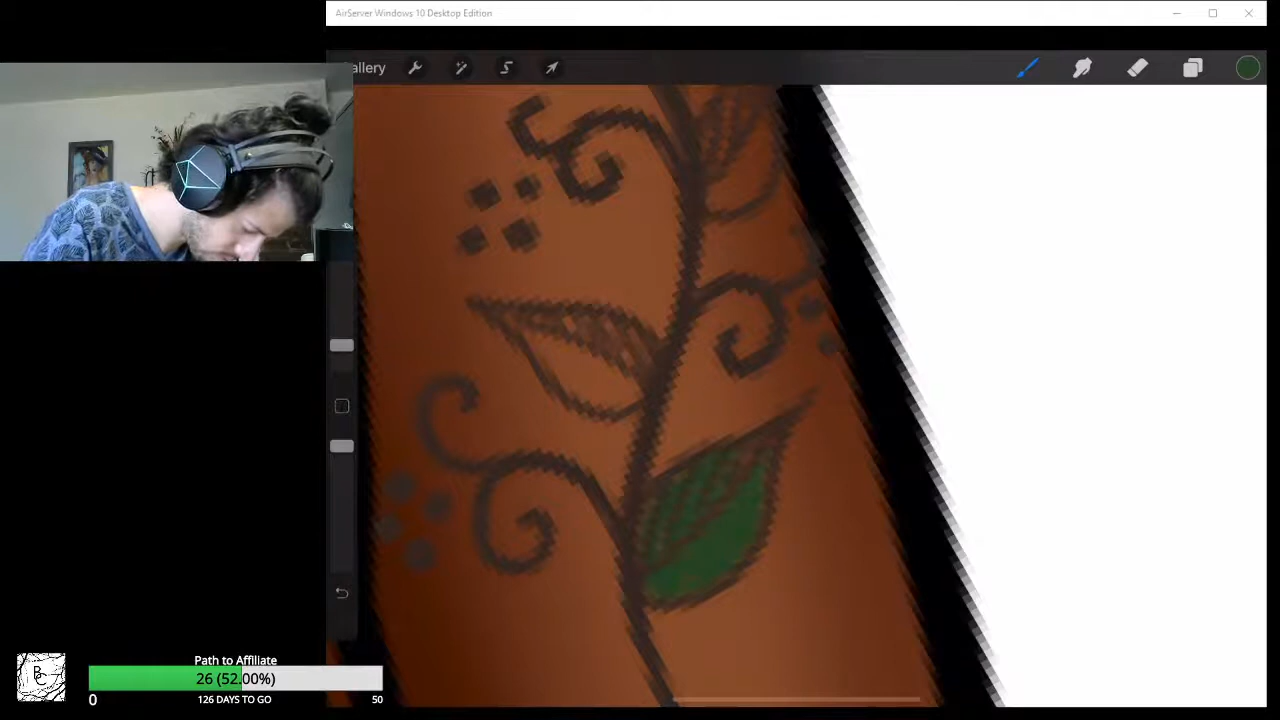 AirServer Windows 10 Desktop Edition
allery
Path to Affiliate
26 (52.00%)
0
126 DAYS TO GO
50
B